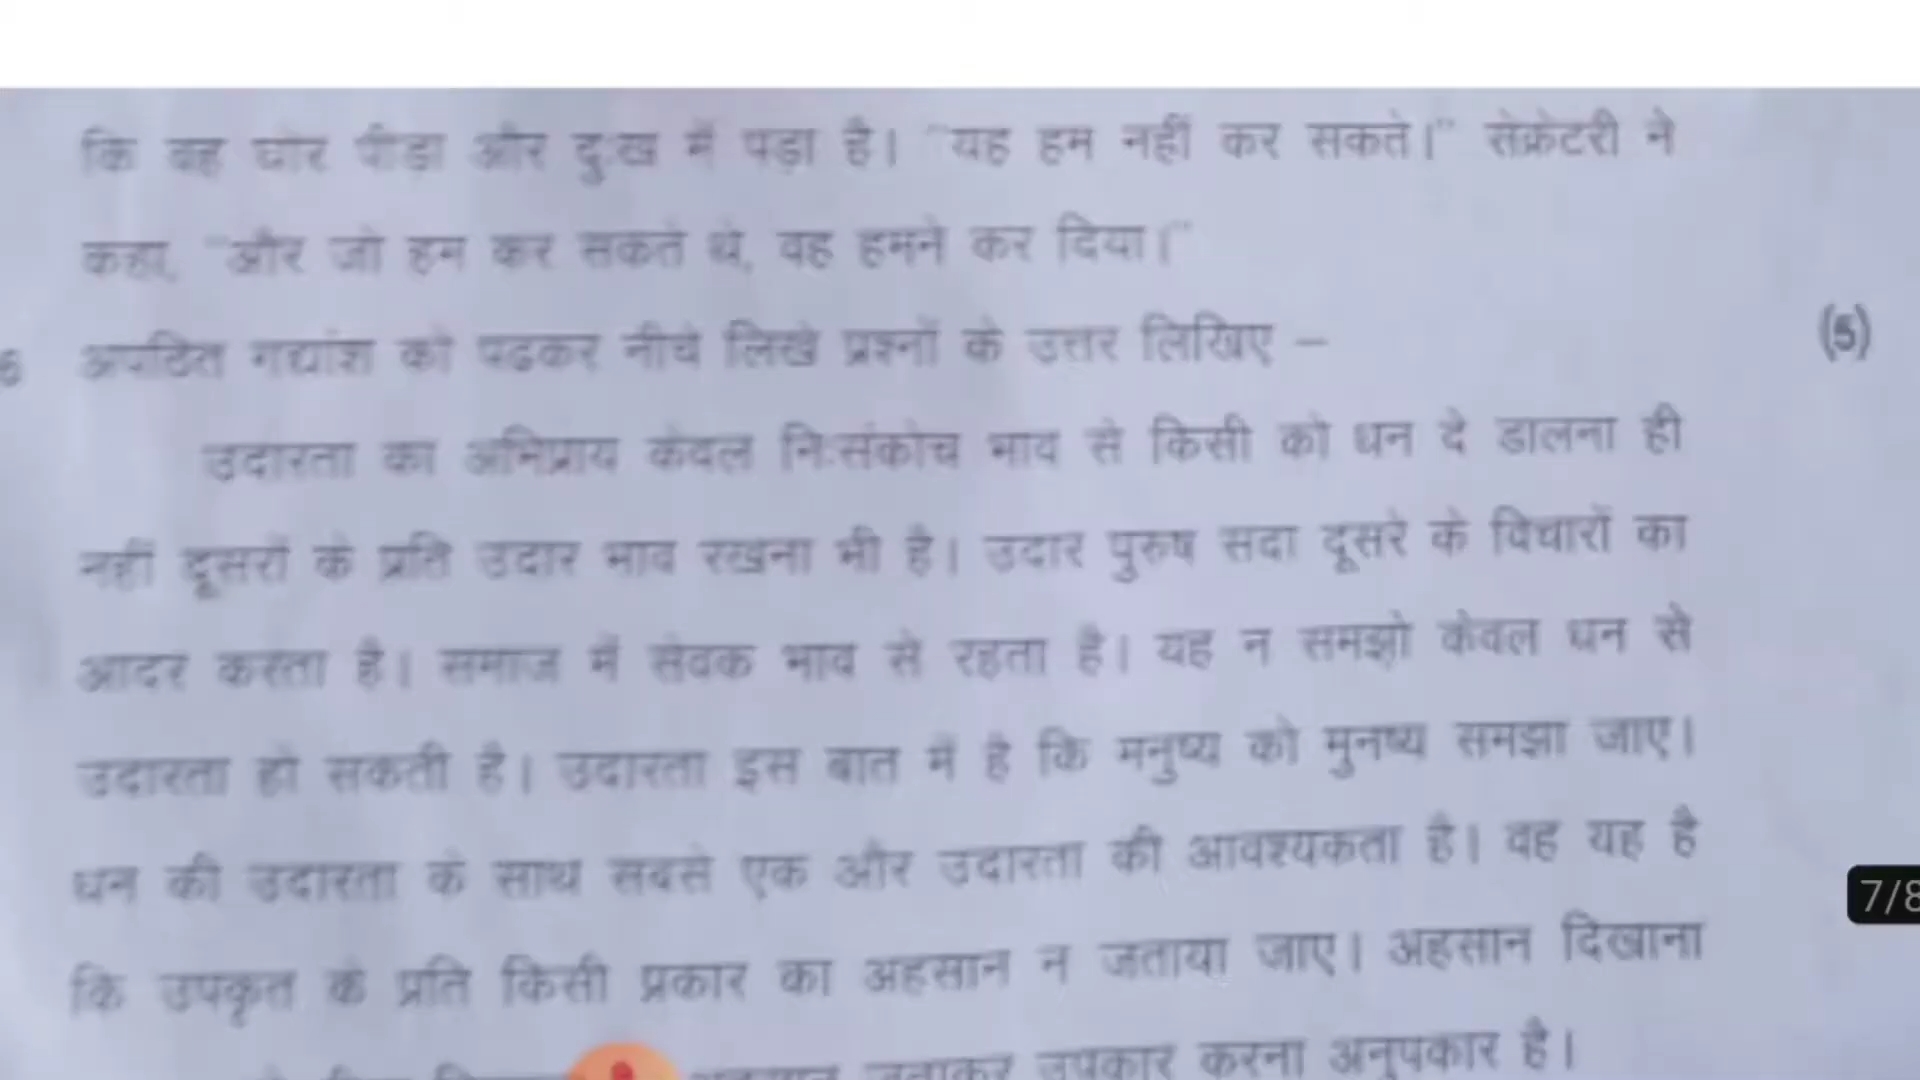 कि वह घोर पीड़ा और दुःख में पड़ा है। "यह हम नहीं कर सकते।" सेक्रेटरी ने
कहा, "और जो हम कर सकते थे, वह हमने कर दिया।"
6 अपठित गद्यांश को पढकर नीचे लिखे प्रश्नों के उत्तर लिखिए – (5)
उदारता का अभिप्राय केवल निःसंकोच भाव से किसी को धन दे डालना ही
नहीं दूसरों के प्रति उदार भाव रखना भी है। उदार पुरुष सदा दूसरे के विचारों का
आदर करता है। समाज में सेवक भाव से रहता है। यह न समझो केवल धन से
उदारता हो सकती है। उदारता इस बात में है कि मनुष्य को मुनष्य समझा जाए।
धन की उदारता के साथ सबसे एक और उदारता की आवश्यकता है। वह यह है
कि उपकृत के प्रति किसी प्रकार का अहसान न जताया जाए। अहसान दिखाना
जताकर उपकार करना अनुपकार है।
7/8